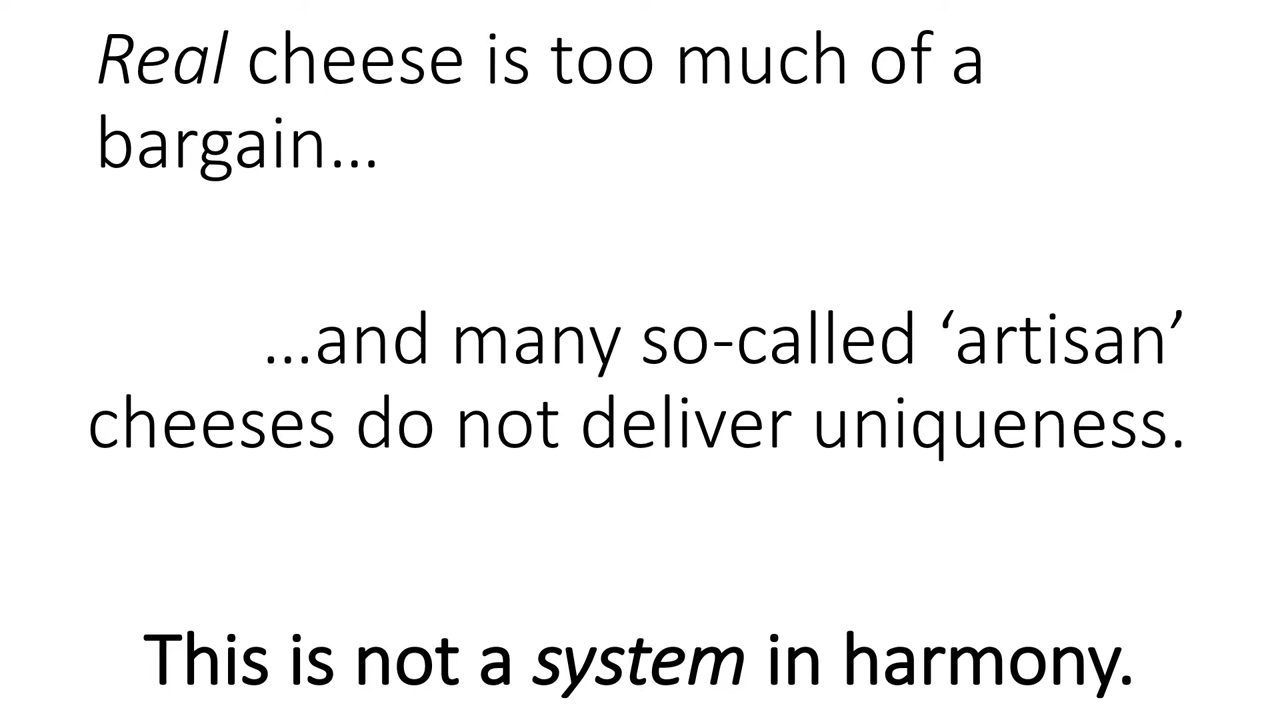 Real cheese is too much of a
bargain…
…and many so-called ‘artisan’
cheeses do not deliver uniqueness.
This is not a system in harmony.